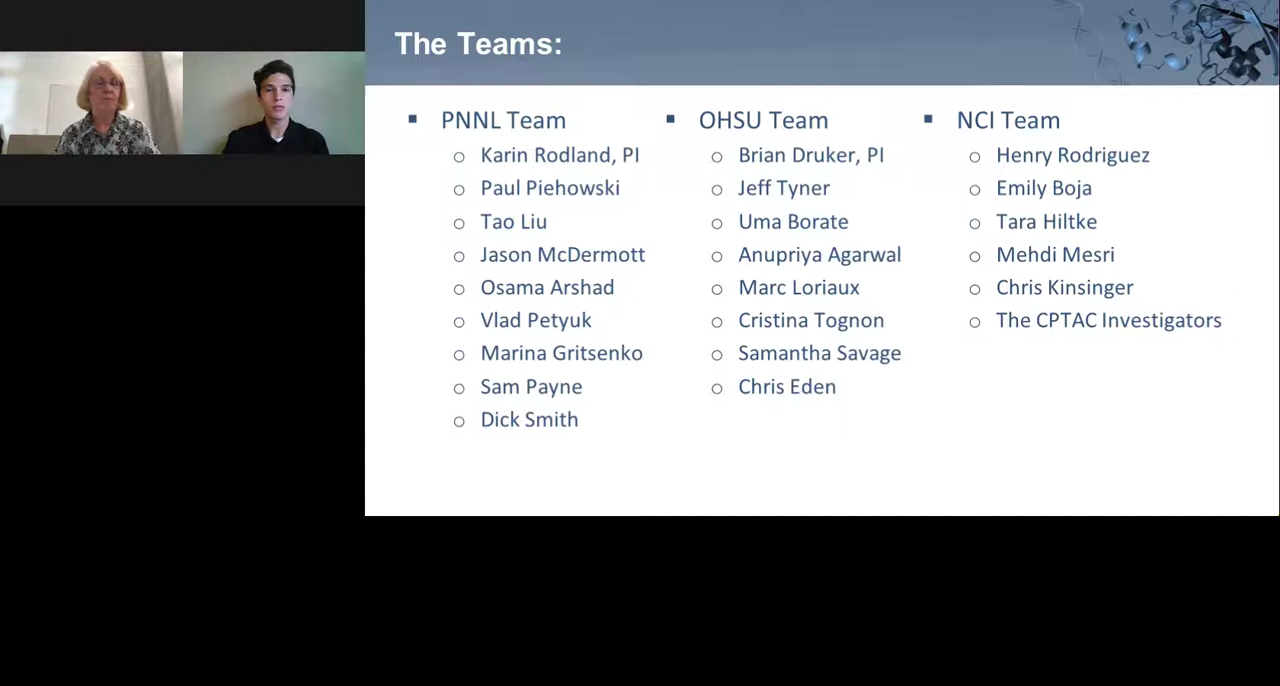 The Teams:
▪ PNNL Team
○ Karin Rodland, PI
○ Paul Piehowski
○ Tao Liu
○ Jason McDermott
○ Osama Arshad
○ Vlad Petyuk
○ Marina Gritsenko
○ Sam Payne
○ Dick Smith
▪ OHSU Team
○ Brian Druker, PI
○ Jeff Tyner
○ Uma Borate
○ Anupriya Agarwal
○ Marc Loriaux
○ Cristina Tognon
○ Samantha Savage
○ Chris Eden
▪ NCI Team
○ Henry Rodriguez
○ Emily Boja
○ Tara Hiltke
○ Mehdi Mesri
○ Chris Kinsinger
○ The CPTAC Investigators